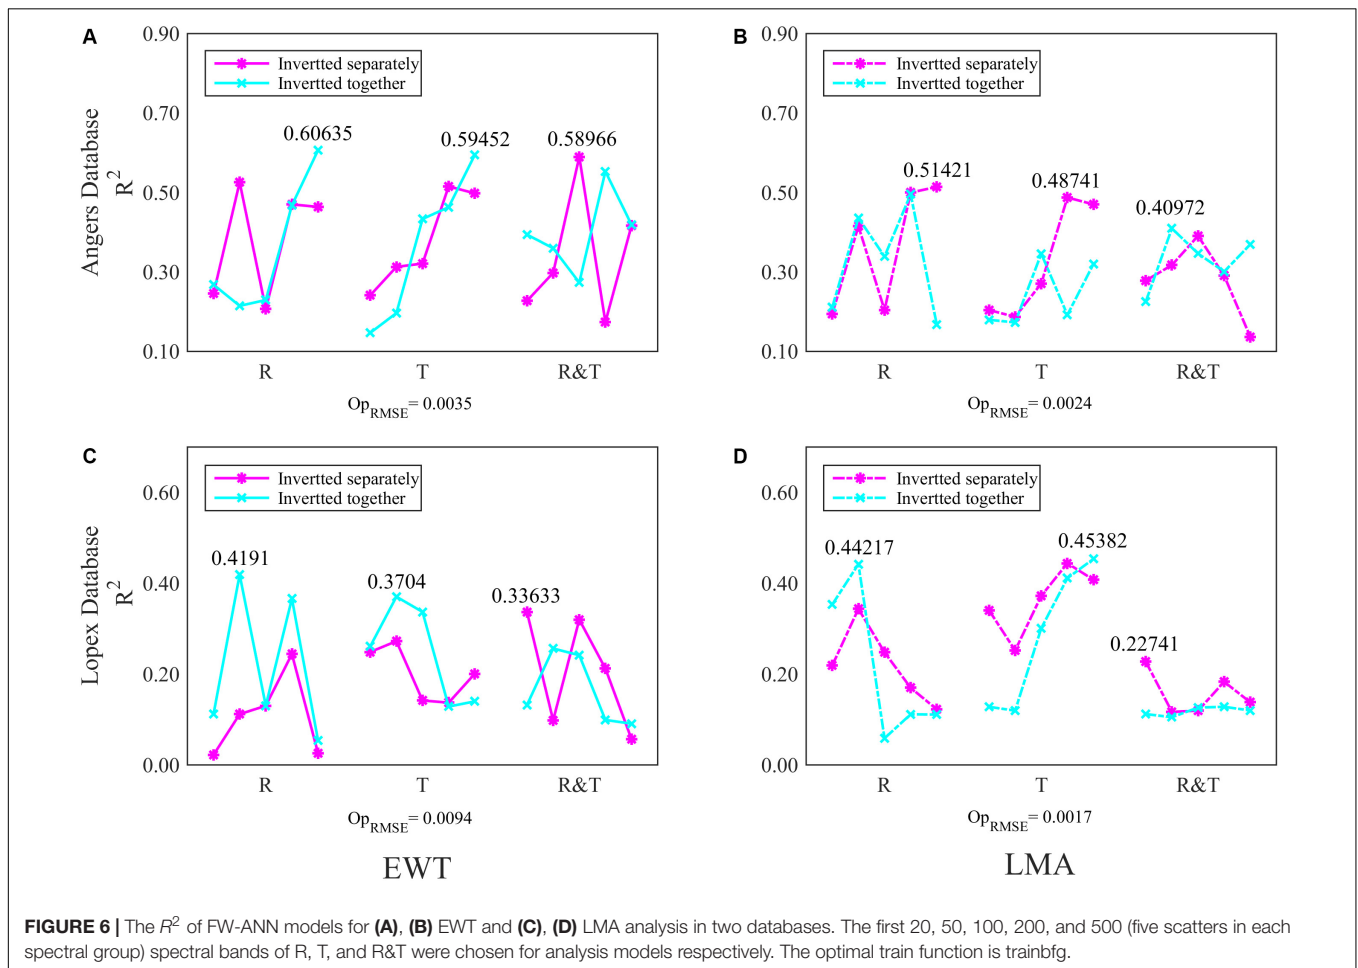 A
0.90
Invertted separately
Invertted together
0.70
0.60635
0.59452
0.58966
Angers Database
R2
0.50
0.30
0.10
R
T
R&T
OpRMSE= 0.0035
B
0.90
Invertted separately
Invertted together
0.70
0.51421
0.48741
0.40972
0.50
0.30
0.10
R
T
R&T
OpRMSE= 0.0024
C
Invertted separately
Invertted together
0.60
0.4191
0.3704
0.33633
Lopex Database
R2
0.40
0.20
0.00
R
T
R&T
OpRMSE= 0.0094
EWT
D
Invertted separately
Invertted together
0.60
0.44217
0.45382
0.22741
0.40
0.20
0.00
R
T
R&T
OpRMSE= 0.0017
LMA
FIGURE 6 | The R2 of FW-ANN models for (A), (B) EWT and (C), (D) LMA analysis in two databases. The first 20, 50, 100, 200, and 500 (five scatters in each
spectral group) spectral bands of R, T, and R&T were chosen for analysis models respectively. The optimal train function is trainbfg.